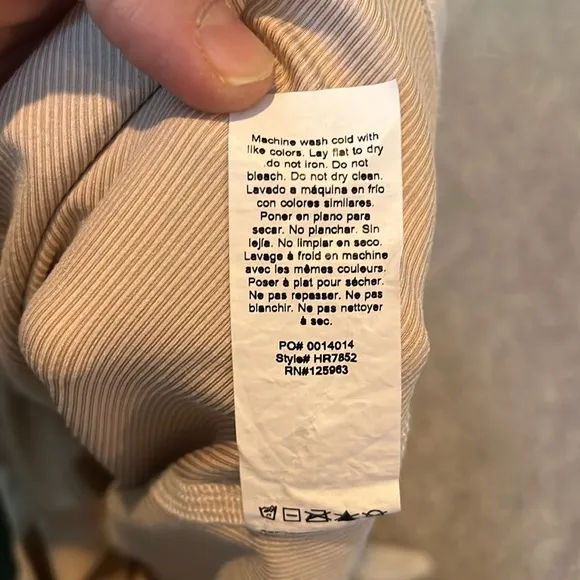 Machine wash cold with
like colors. Lay flat to dry
.do not iron. Do not
bleach. Do not dry clean.
Lavado a máquina en frío
con colores similares.
Poner en plano para
secar. No planchar. Sin
lejía. No limpiar en seco.
Lavage à froid en machine
avec les mêmes couleurs.
Poser à plat pour sécher.
Ne pas repasser. Ne pas
blanchir. Ne pas nettoyer
à sec.
PO# 0014014
Style# HR7852
RN#125963